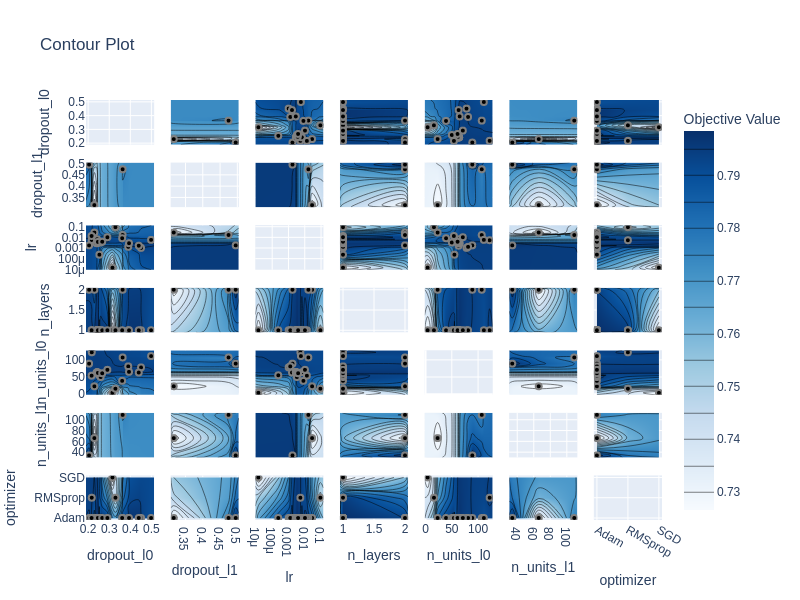 Contour Plot
Objective Value
dropout_l0
0.5
0.4
0.3
0.2
dropout_l1
0.5
0.45
0.4
0.35
lr
0.1
0.01
0.001
100μ
10μ
n_layers
2
1.5
1
n_units_l0
100
50
0
n_units_l1
100
80
60
40
optimizer
SGD
RMSprop
Adam
0.79
0.78
0.77
0.76
0.75
0.74
0.73
0.2 0.3 0.4 0.5
0.35 0.4 0.45 0.5
10μ 100μ 0.001 0.01 0.1
1 1.5 2
0 50 100
40 60 80 100
Adam RMSprop SGD
dropout_l0
dropout_l1
lr
n_layers
n_units_l0
n_units_l1
optimizer